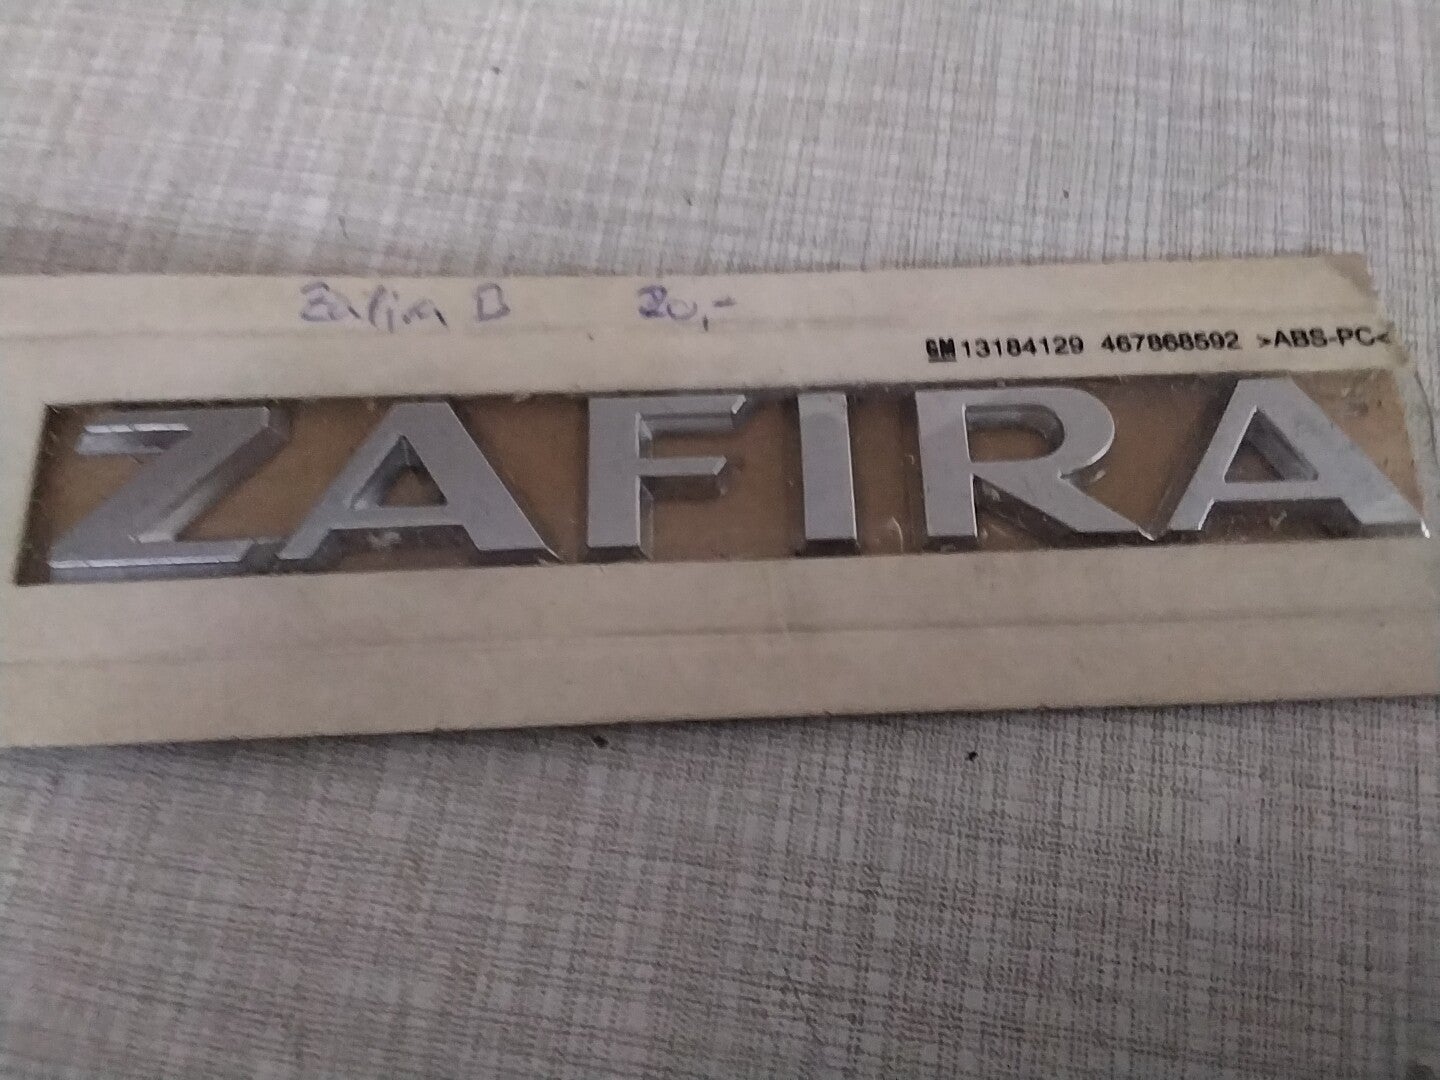 Zafira B 20,-
GM 13184129 467868592 >ABS-PC<
ZAFIRA